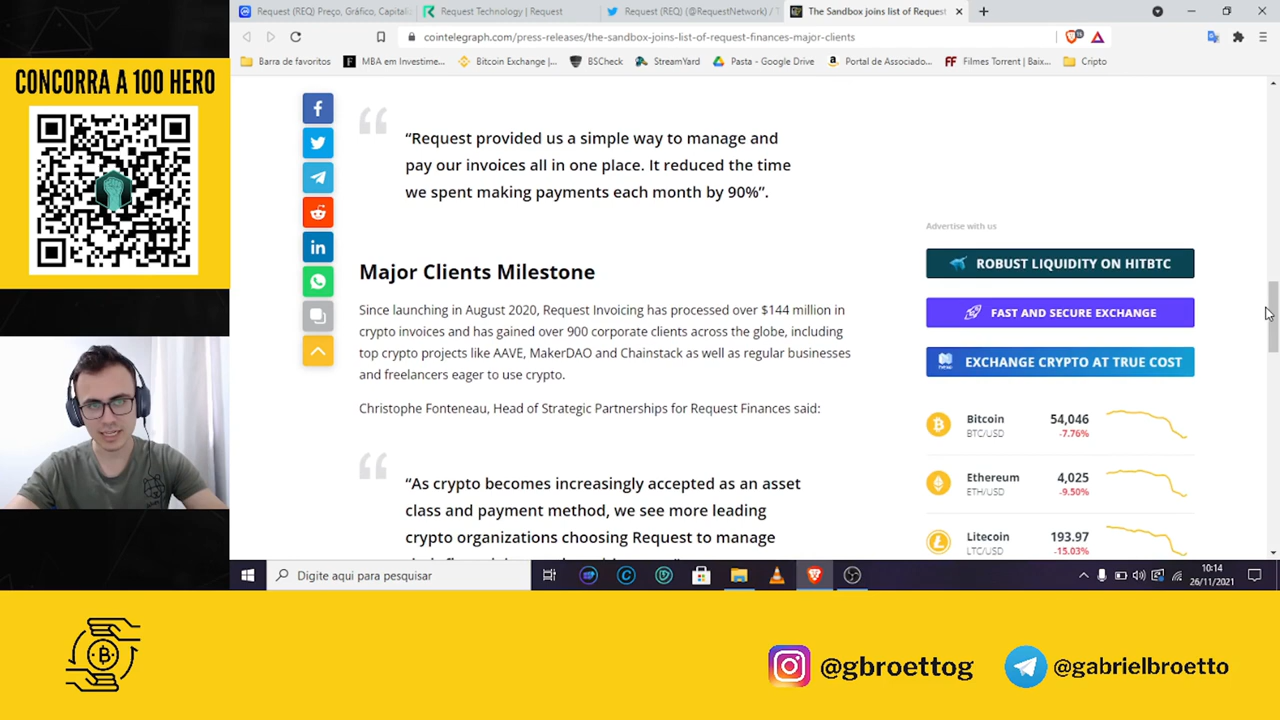 CONCORRA A 100 HERO
Request (REQ) Preço, Gráfico, Capital
Request Technology | Request
Request (REQ) (@RequestNetwork) /
The Sandbox joins list of Request
cointelegraph.com/press-releases/the-sandbox-joins-list-of-request-finances-major-clients
Barra de favoritos
MBA em Investime...
Bitcoin Exchange |...
BSCheck
StreamYard
Pasta - Google Drive
Portal de Associado...
Filmes Torrent | Baix...
Cripto
“Request provided us a simple way to manage and
pay our invoices all in one place. It reduced the time
we spent making payments each month by 90%”.
Major Clients Milestone
Since launching in August 2020, Request Invoicing has processed over $144 million in
crypto invoices and has gained over 900 corporate clients across the globe, including
top crypto projects like AAVE, MakerDAO and Chainstack as well as regular businesses
and freelancers eager to use crypto.
Christophe Fonteneau, Head of Strategic Partnerships for Request Finances said:
“As crypto becomes increasingly accepted as an asset
class and payment method, we see more leading
crypto organizations choosing Request to manage
Advertise with us
ROBUST LIQUIDITY ON HITBTC
FAST AND SECURE EXCHANGE
EXCHANGE CRYPTO AT TRUE COST
Bitcoin 54,046
BTC/USD -7.76%
Ethereum 4,025
ETH/USD -9.50%
Litecoin 193.97
LTC/USD -15.03%
Digite aqui para pesquisar
10:14
26/11/2021
@gbroettog
@gabrielbroetto